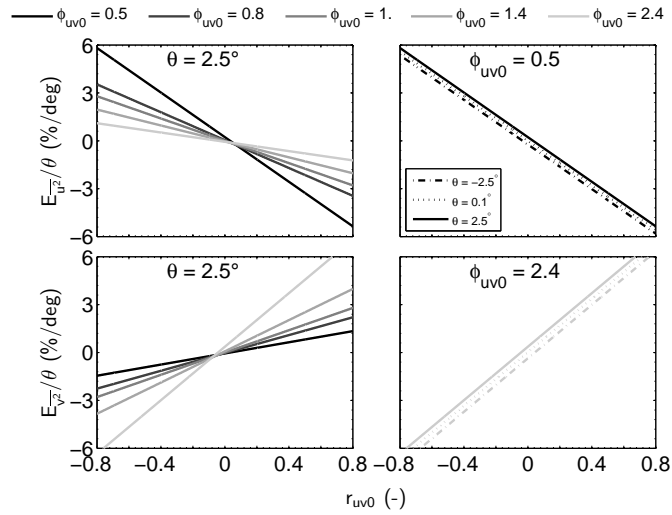 ϕuv0 = 0.5 ϕuv0 = 0.8 ϕuv0 = 1. ϕuv0 = 1.4 ϕuv0 = 2.4
6
3
0
−3
−6
E_u²/θ (%/deg)
θ = 2.5°
ϕuv0 = 0.5
θ = −2.5°
θ = 0.1°
θ = 2.5°
6
3
0
−3
−6
E_v²/θ (%/deg)
θ = 2.5°
ϕuv0 = 2.4
−0.8 −0.4 0 0.4 0.8
−0.8 −0.4 0 0.4 0.8
ruv0 (-)